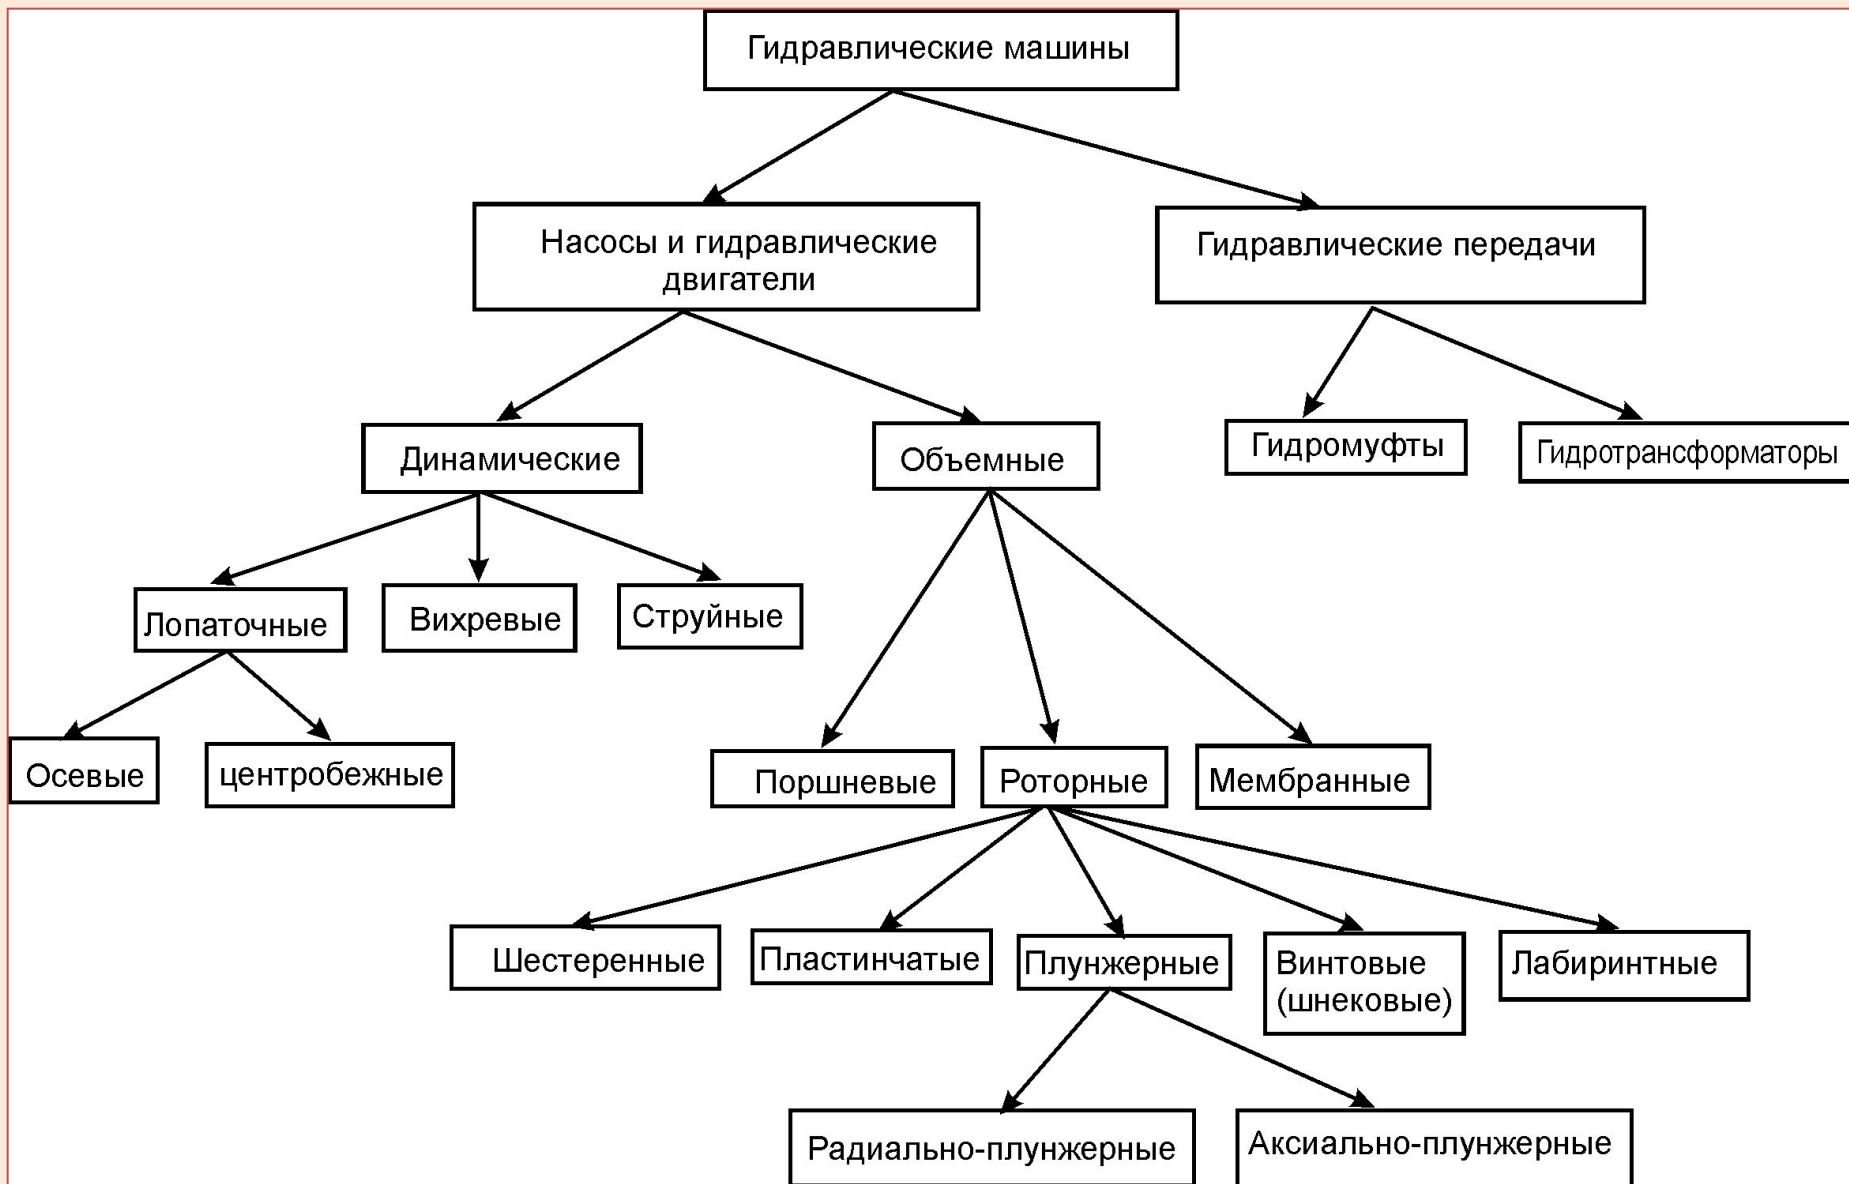 Гидравлические машины
Насосы и гидравлические
двигатели
Гидравлические передачи
Динамические
Объемные
Гидромуфты
Гидротрансформаторы
Лопаточные
Вихревые
Струйные
Осевые
центробежные
Поршневые
Роторные
Мембранные
Шестеренные
Пластинчатые
Плунжерные
Винтовые
(шнековые)
Лабиринтные
Радиально-плунжерные
Аксиально-плунжерные